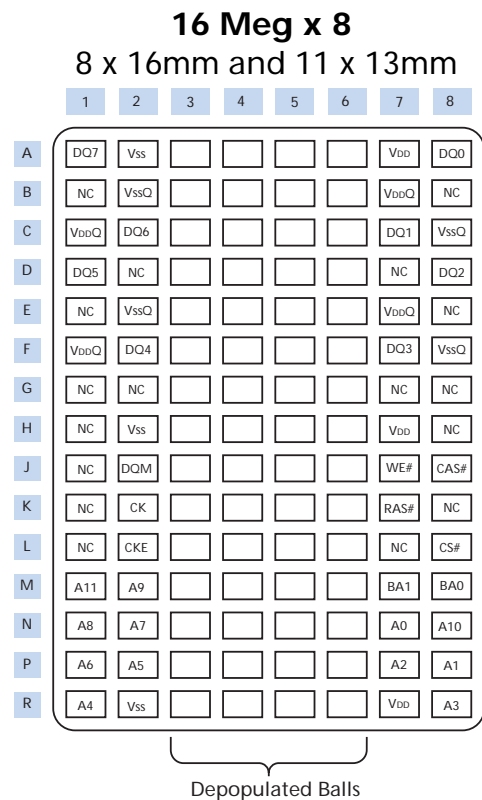 16 Meg x 8
8 x 16mm and 11 x 13mm
1 2 3 4 5 6 7 8
A DQ7 Vss VDD DQ0
B NC VssQ VDDQ NC
C VDDQ DQ6 DQ1 VssQ
D DQ5 NC NC DQ2
E NC VssQ VDDQ NC
F VDDQ DQ4 DQ3 VssQ
G NC NC NC NC
H NC Vss VDD NC
J NC DQM WE# CAS#
K NC CK RAS# NC
L NC CKE NC CS#
M A11 A9 BA1 BA0
N A8 A7 A0 A10
P A6 A5 A2 A1
R A4 Vss VDD A3
Depopulated Balls